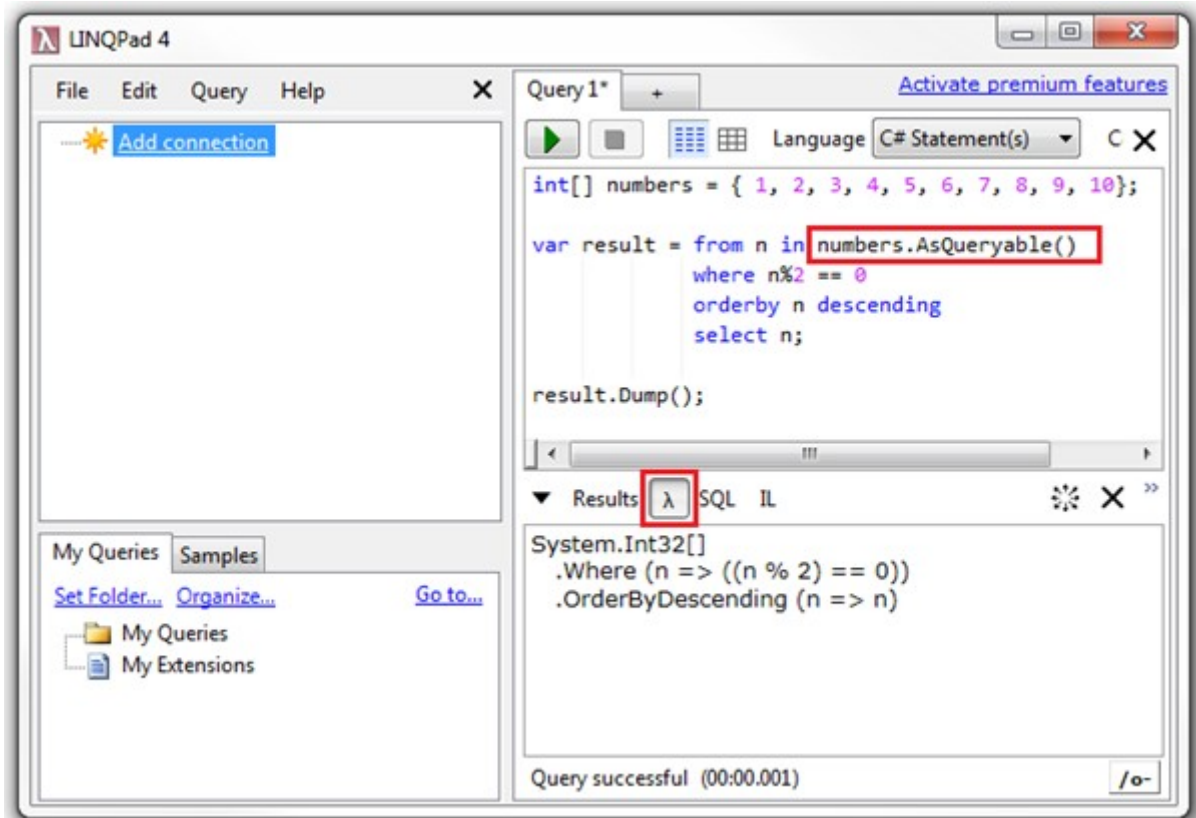 LINQPad 4
File Edit Query Help
Add connection
My Queries Samples
Set Folder... Organize... Go to...
My Queries
My Extensions
Query 1* +
Activate premium features
Language C# Statement(s) C
int[] numbers = { 1, 2, 3, 4, 5, 6, 7, 8, 9, 10};
var result = from n in numbers.AsQueryable()
where n%2 == 0
orderby n descending
select n;
result.Dump();
Results λ SQL IL
System.Int32[]
.Where (n => ((n % 2) == 0))
.OrderByDescending (n => n)
Query successful (00:00.001) /o-